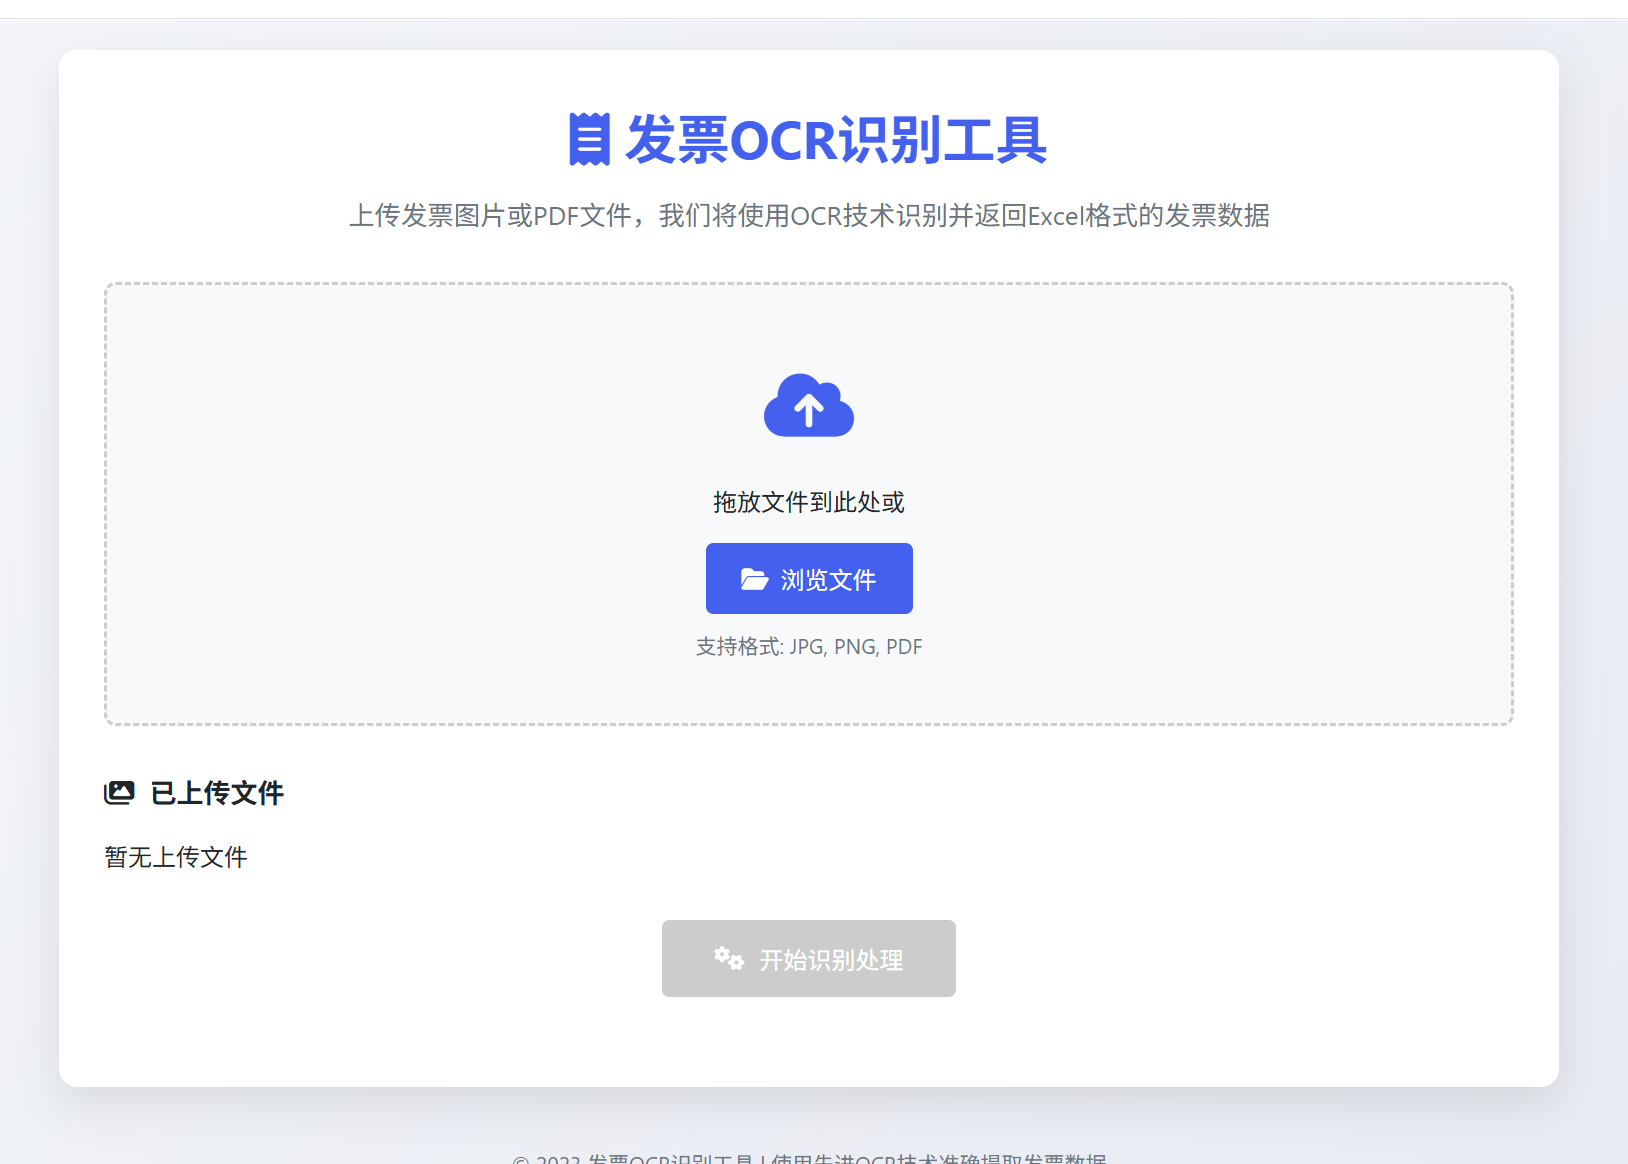 发票OCR识别工具
上传发票图片或PDF文件，我们将使用OCR技术识别并返回Excel格式的发票数据
拖放文件到此处或
浏览文件
支持格式: JPG, PNG, PDF
已上传文件
暂无上传文件
开始识别处理
© 2023 发票OCR识别工具 | 使用先进OCR技术准确提取发票数据